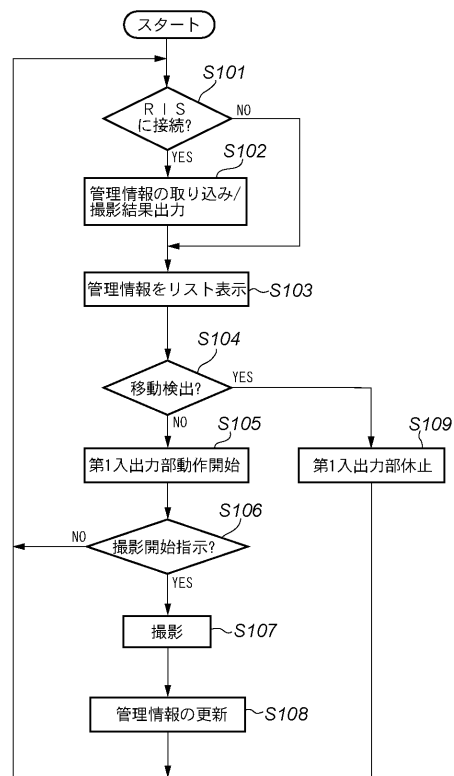 スタート
S101
ＲＩＳ
に接続?
NO
YES
S102
管理情報の取り込み/
撮影結果出力
管理情報をリスト表示
S103
S104
移動検出?
YES
NO
S105
第1入出力部動作開始
S109
第1入出力部休止
S106
撮影開始指示?
NO
YES
撮影
S107
管理情報の更新
S108